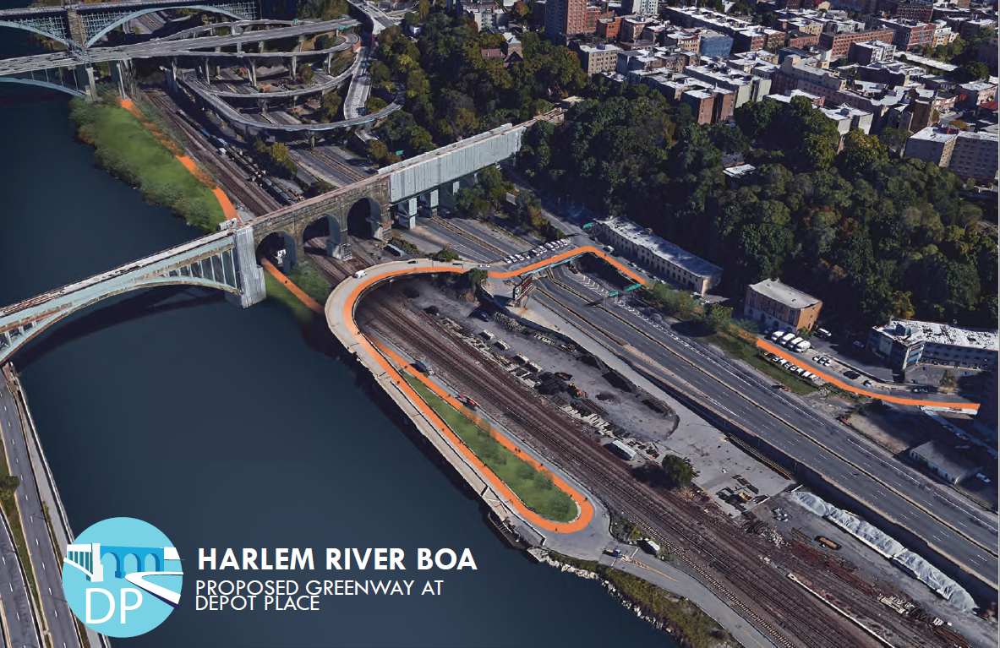 HARLEM RIVER BOA
PROPOSED GREENWAY AT
DEPOT PLACE
DP